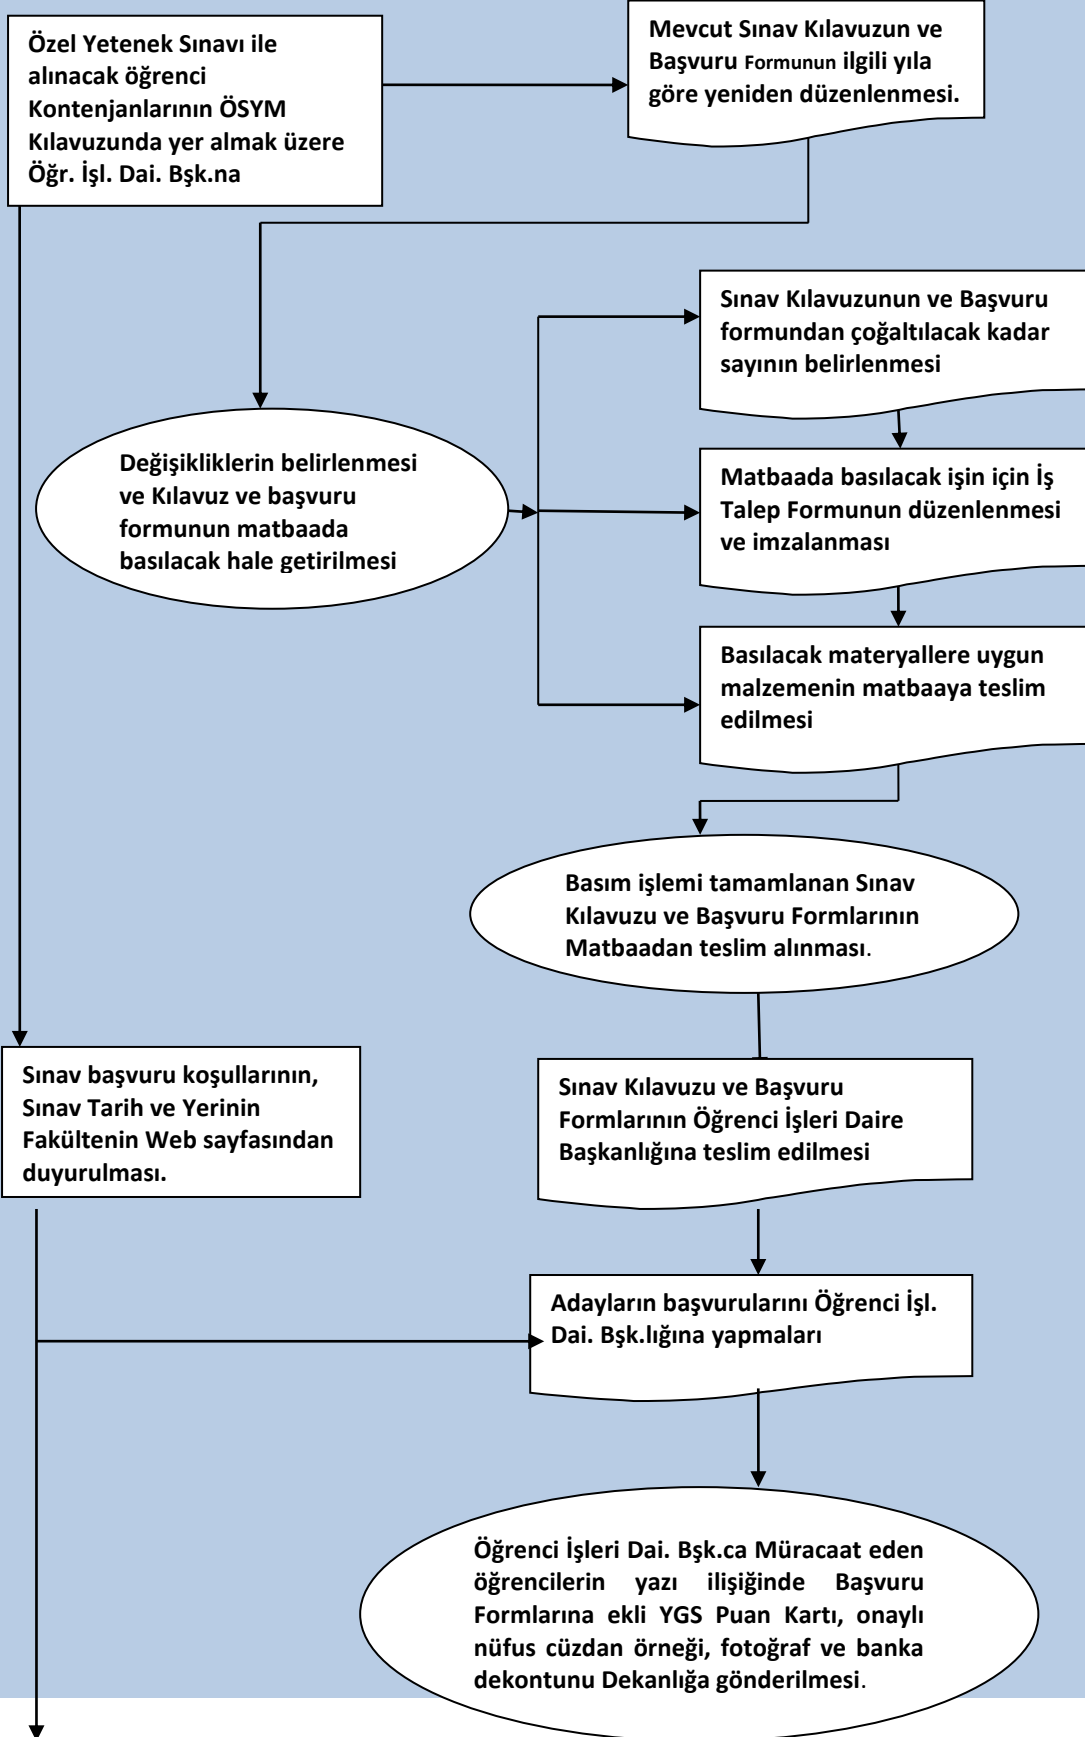 Özel Yetenek Sınavı ile
alınacak öğrenci
Kontenjanlarının ÖSYM
Kılavuzunda yer almak üzere
Öğr. İşl. Dai. Bşk.na
Mevcut Sınav Kılavuzun ve
Başvuru Formunun ilgili yıla
göre yeniden düzenlenmesi.
Sınav Kılavuzunun ve Başvuru
formundan çoğaltılacak kadar
sayının belirlenmesi
Değişikliklerin belirlenmesi
ve Kılavuz ve başvuru
formunun matbaada
basılacak hale getirilmesi
Matbaada basılacak işin için İş
Talep Formunun düzenlenmesi
ve imzalanması
Basılacak materyallere uygun
malzemenin matbaaya teslim
edilmesi
Basım işlemi tamamlanan Sınav
Kılavuzu ve Başvuru Formlarının
Matbaadan teslim alınması.
Sınav başvuru koşullarının,
Sınav Tarih ve Yerinin
Fakültenin Web sayfasından
duyurulması.
Sınav Kılavuzu ve Başvuru
Formlarının Öğrenci İşleri Daire
Başkanlığına teslim edilmesi
Adayların başvurularını Öğrenci İşl.
Dai. Bşk.lığına yapmaları
Öğrenci İşleri Dai. Bşk.ca Müracaat eden
öğrencilerin yazı ilişiğinde Başvuru
Formlarına ekli YGS Puan Kartı, onaylı
nüfus cüzdan örneği, fotoğraf ve banka
dekontunu Dekanlığa gönderilmesi.